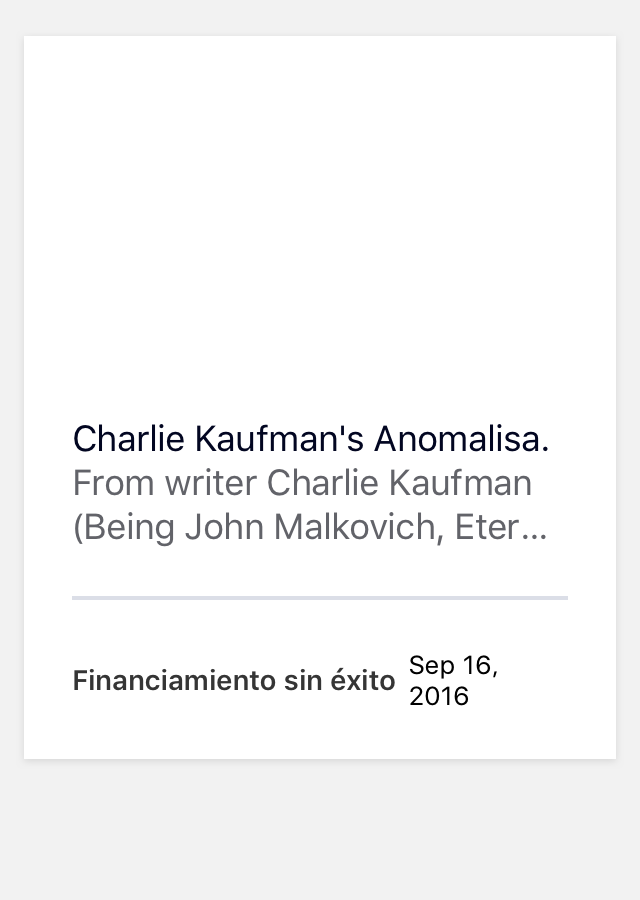 Charlie Kaufman's Anomalisa.
From writer Charlie Kaufman
(Being John Malkovich, Eter...
Financiamiento sin éxito
Sep 16,
2016